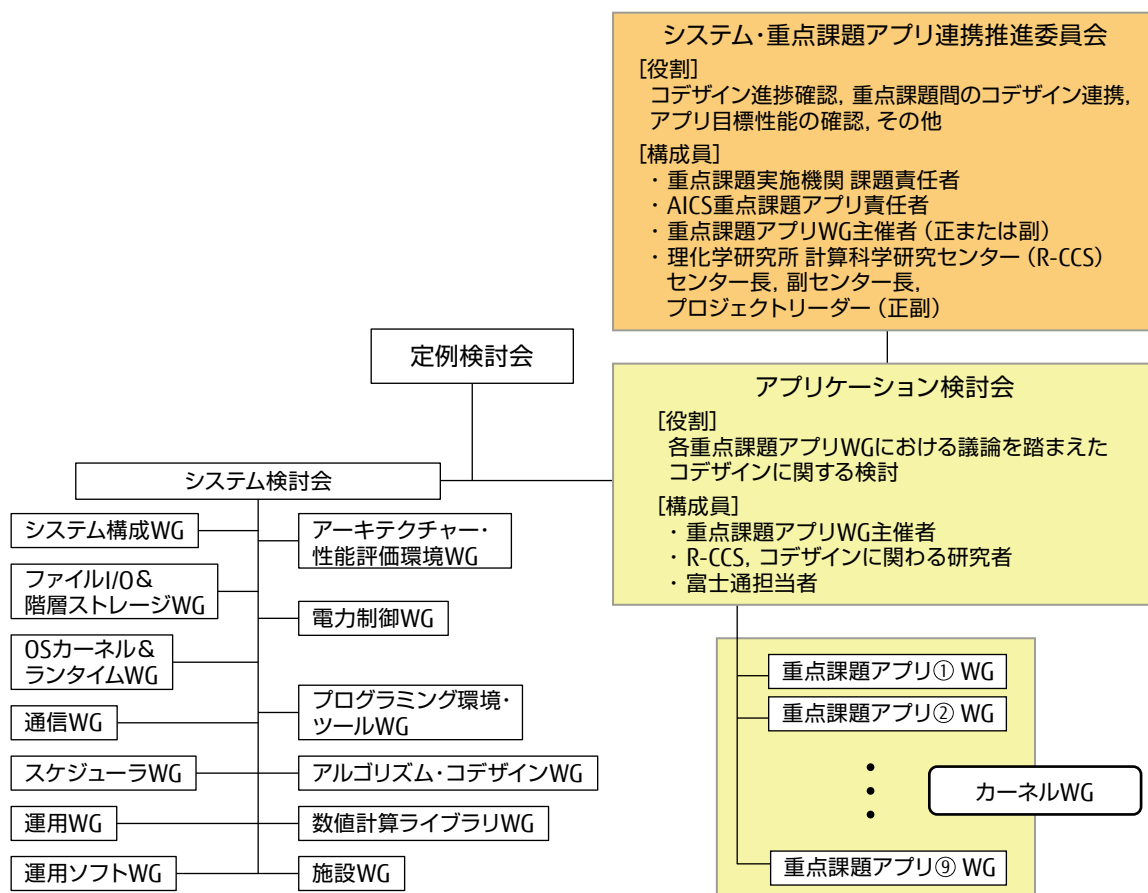 システム・重点課題アプリ連携推進委員会
[役割]
コデザイン進捗確認, 重点課題間のコデザイン連携,
アプリ目標性能の確認, その他
[構成員]
・ 重点課題実施機関 課題責任者
・ AICS重点課題アプリ責任者
・ 重点課題アプリWG主催者（正または副）
・ 理化学研究所 計算科学研究センター（R-CCS）
センター長, 副センター長,
プロジェクトリーダー（正副）
定例検討会
アプリケーション検討会
[役割]
各重点課題アプリWGにおける議論を踏まえた
コデザインに関する検討
[構成員]
・ 重点課題アプリWG主催者
・ R-CCS, コデザインに関わる研究者
・ 富士通担当者
システム検討会
システム構成WG
ファイルI/O＆
階層ストレージWG
OSカーネル＆
ランタイムWG
通信WG
スケジューラWG
運用WG
運用ソフトWG
アーキテクチャー・
性能評価環境WG
電力制御WG
プログラミング環境・
ツールWG
アルゴリズム・コデザインWG
数値計算ライブラリWG
施設WG
重点課題アプリ① WG
重点課題アプリ② WG
カーネルWG
重点課題アプリ⑨ WG